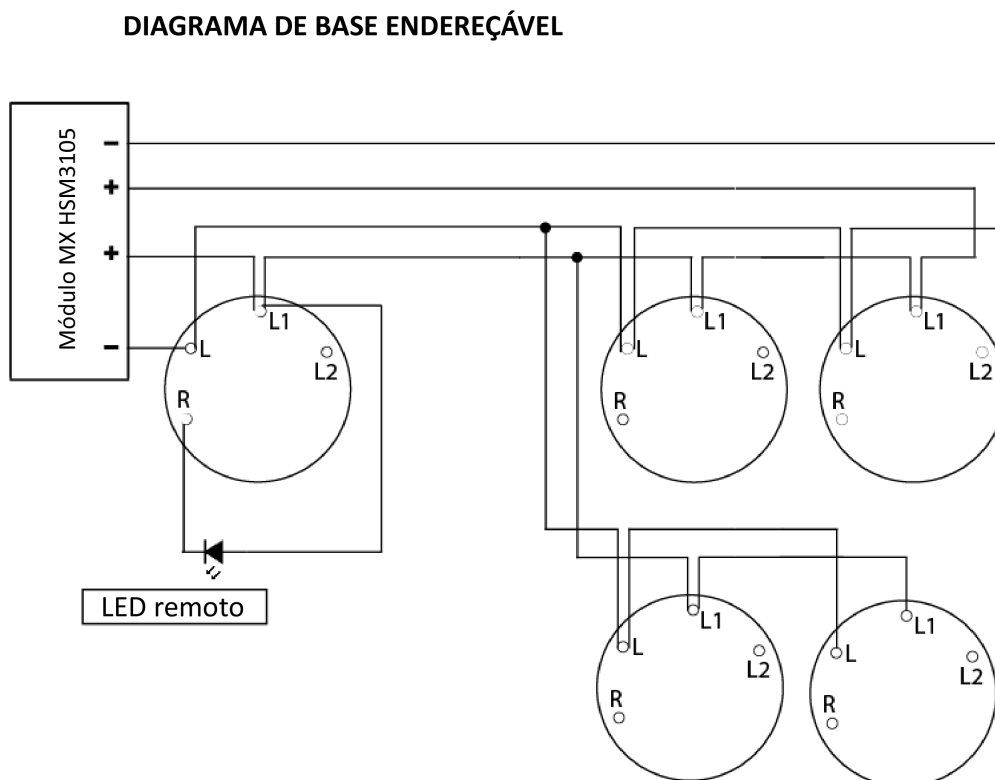 DIAGRAMA DE BASE ENDEREÇÁVEL
Módulo MX HSM3105
−
+
+
−
L1
L
L2
R
L1
L
L2
R
L1
L
L2
R
LED remoto
L1
L
L2
R
L1
L
L2
R